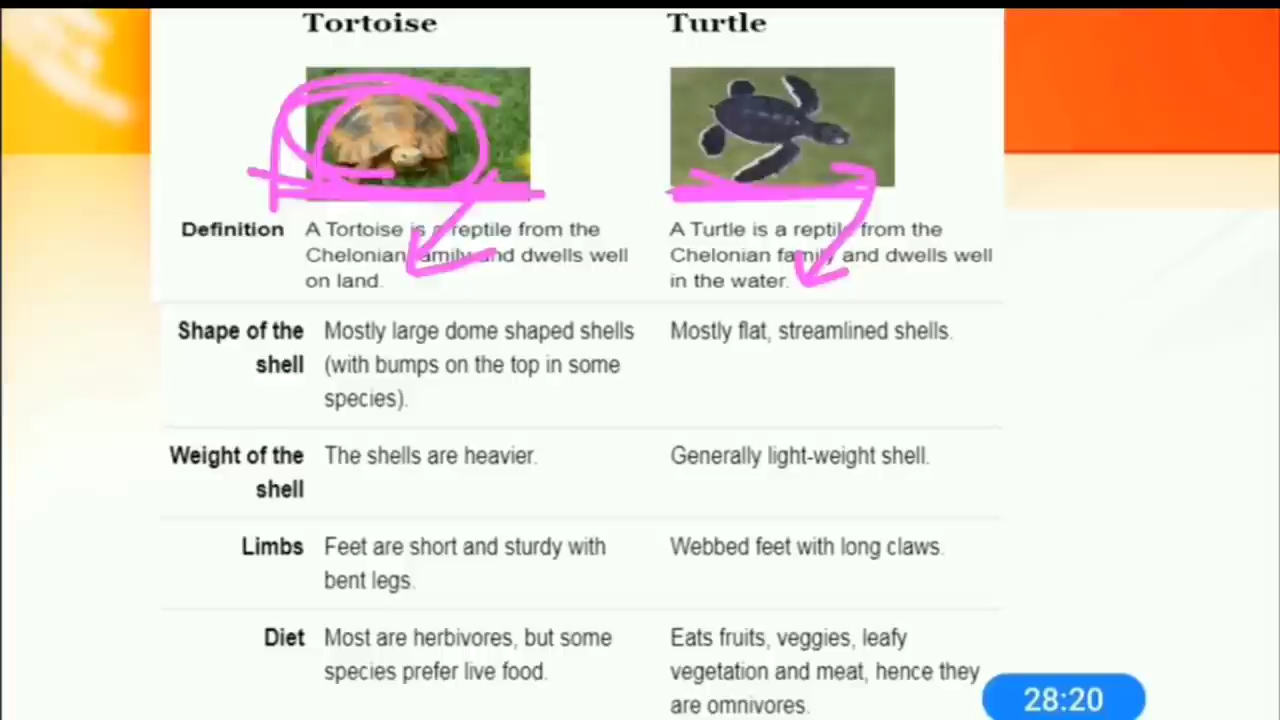 Tortoise
Turtle
Definition
A Tortoise is a reptile from the
Chelonian family and dwells well
on land.
A Turtle is a reptile from the
Chelonian family and dwells well
in the water.
Shape of the
shell
Mostly large dome shaped shells
(with bumps on the top in some
species).
Mostly flat, streamlined shells.
Weight of the
shell
The shells are heavier.
Generally light-weight shell.
Limbs
Feet are short and sturdy with
bent legs.
Webbed feet with long claws.
Diet
Most are herbivores, but some
species prefer live food.
Eats fruits, veggies, leafy
vegetation and meat, hence they
are omnivores.
28:20